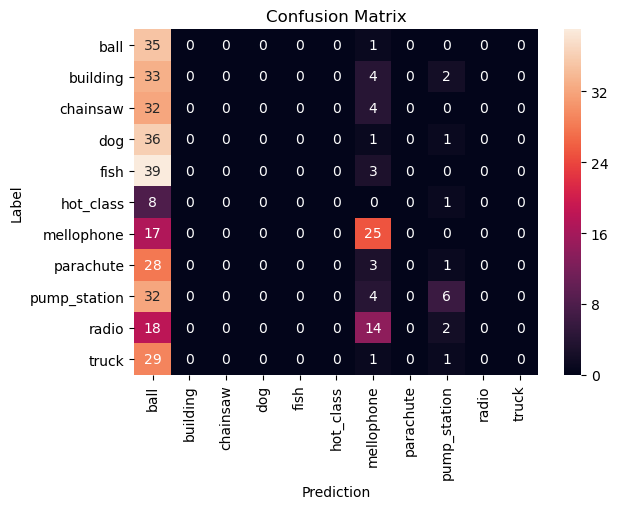 Confusion Matrix
Label
ball 35 0 0 0 0 0 1 0 0 0 0
building 33 0 0 0 0 0 4 0 2 0 0
chainsaw 32 0 0 0 0 0 4 0 0 0 0
dog 36 0 0 0 0 0 1 0 1 0 0
fish 39 0 0 0 0 0 3 0 0 0 0
hot_class 8 0 0 0 0 0 0 0 1 0 0
mellophone 17 0 0 0 0 0 25 0 0 0 0
parachute 28 0 0 0 0 0 3 0 1 0 0
pump_station 32 0 0 0 0 0 4 0 6 0 0
radio 18 0 0 0 0 0 14 0 2 0 0
truck 29 0 0 0 0 0 1 0 1 0 0
ball building chainsaw dog fish hot_class mellophone parachute pump_station radio truck
Prediction
32
24
16
8
0